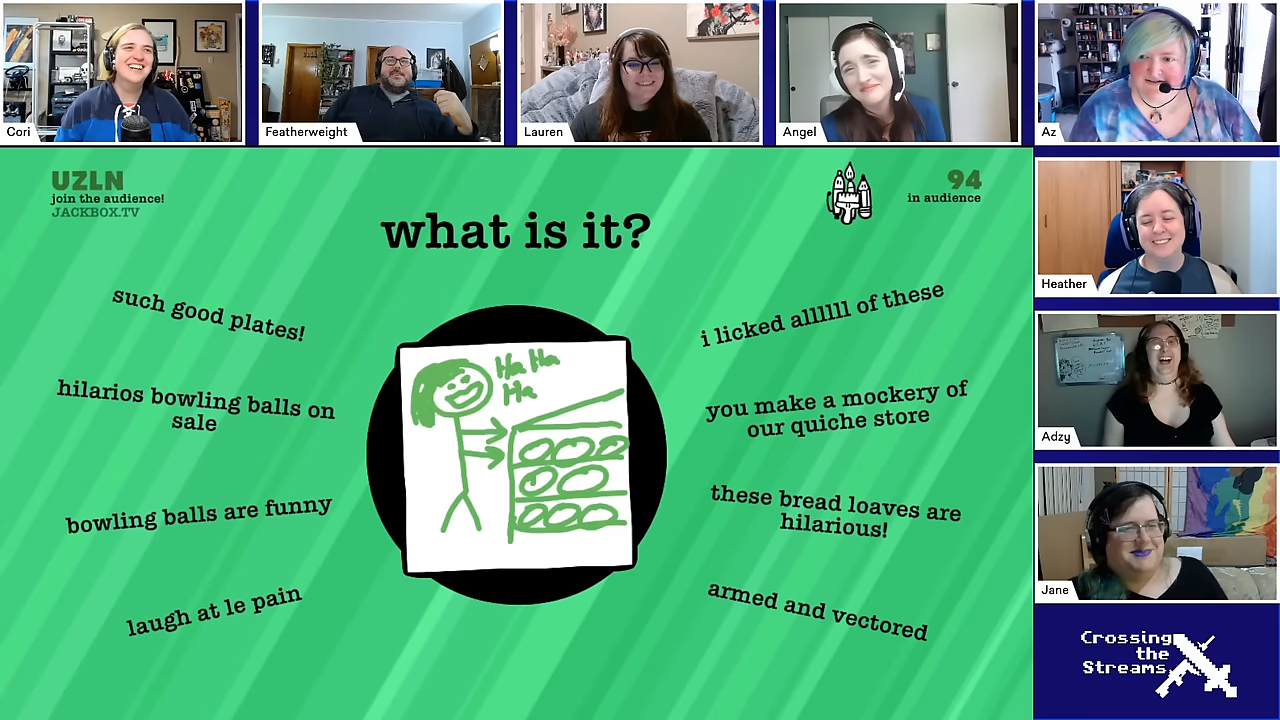 Cori
Featherweight
Lauren
Angel
Az
UZLN
join the audience!
JACKBOX.TV
94
in audience
what is it?
such good plates!
hilarios bowling balls on
sale
bowling balls are funny
laugh at le pain
Ha Ha
Ha
i licked allllll of these
you make a mockery of
our quiche store
these bread loaves are
hilarious!
armed and vectored
Heather
Adzy
Jane
Crossing
the
Streams